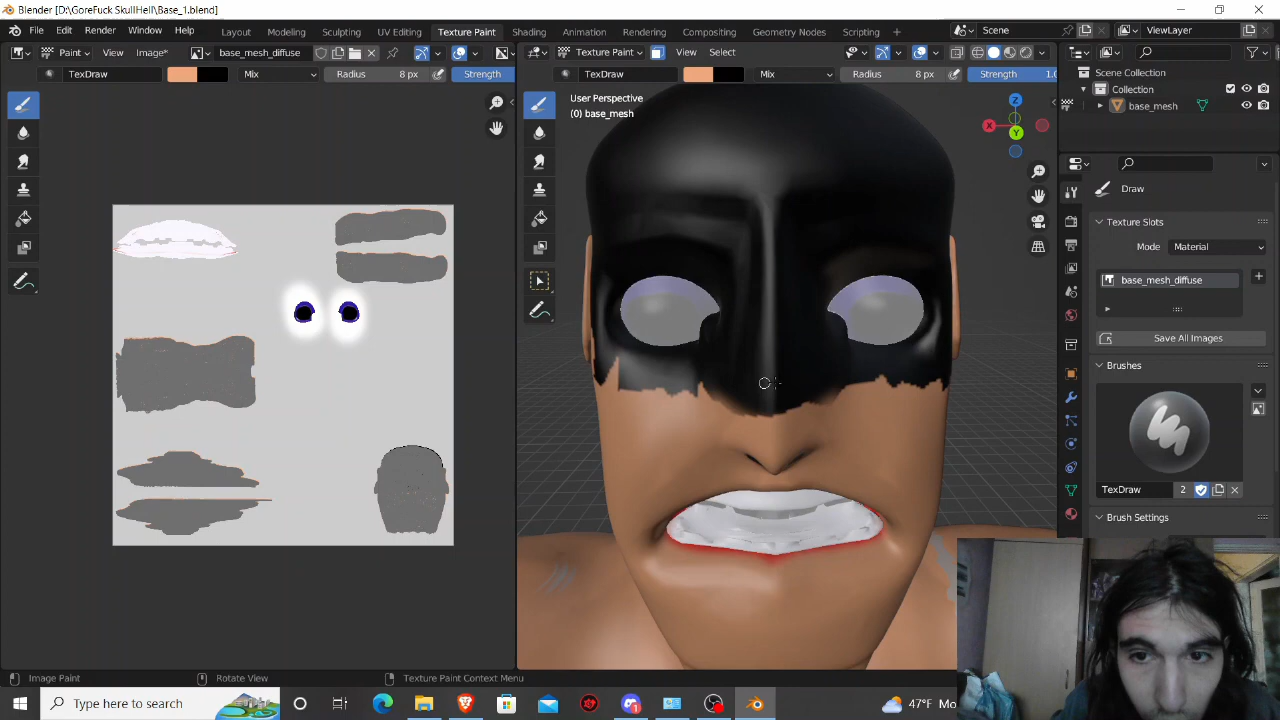 Blender [D:\GoreFuck SkullHell\Base_1.blend]
File Edit Render Window Help Layout Modeling Sculpting UV Editing Texture Paint Shading Animation Rendering Compositing Geometry Nodes Scripting + Scene ViewLayer
Paint View Image* base_mesh_diffuse Texture Paint View Select
TexDraw Mix Radius 8 px Strength TexDraw Mix Radius 8 px Strength 1.0
User Perspective
(0) base_mesh
Z
X
Y
Scene Collection
Collection
base_mesh
Draw
Texture Slots
Mode Material
base_mesh_diffuse
Save All Images
Brushes
TexDraw 2
Brush Settings
Image Paint Rotate View Texture Paint Context Menu
Type here to search
1
47°F Mo